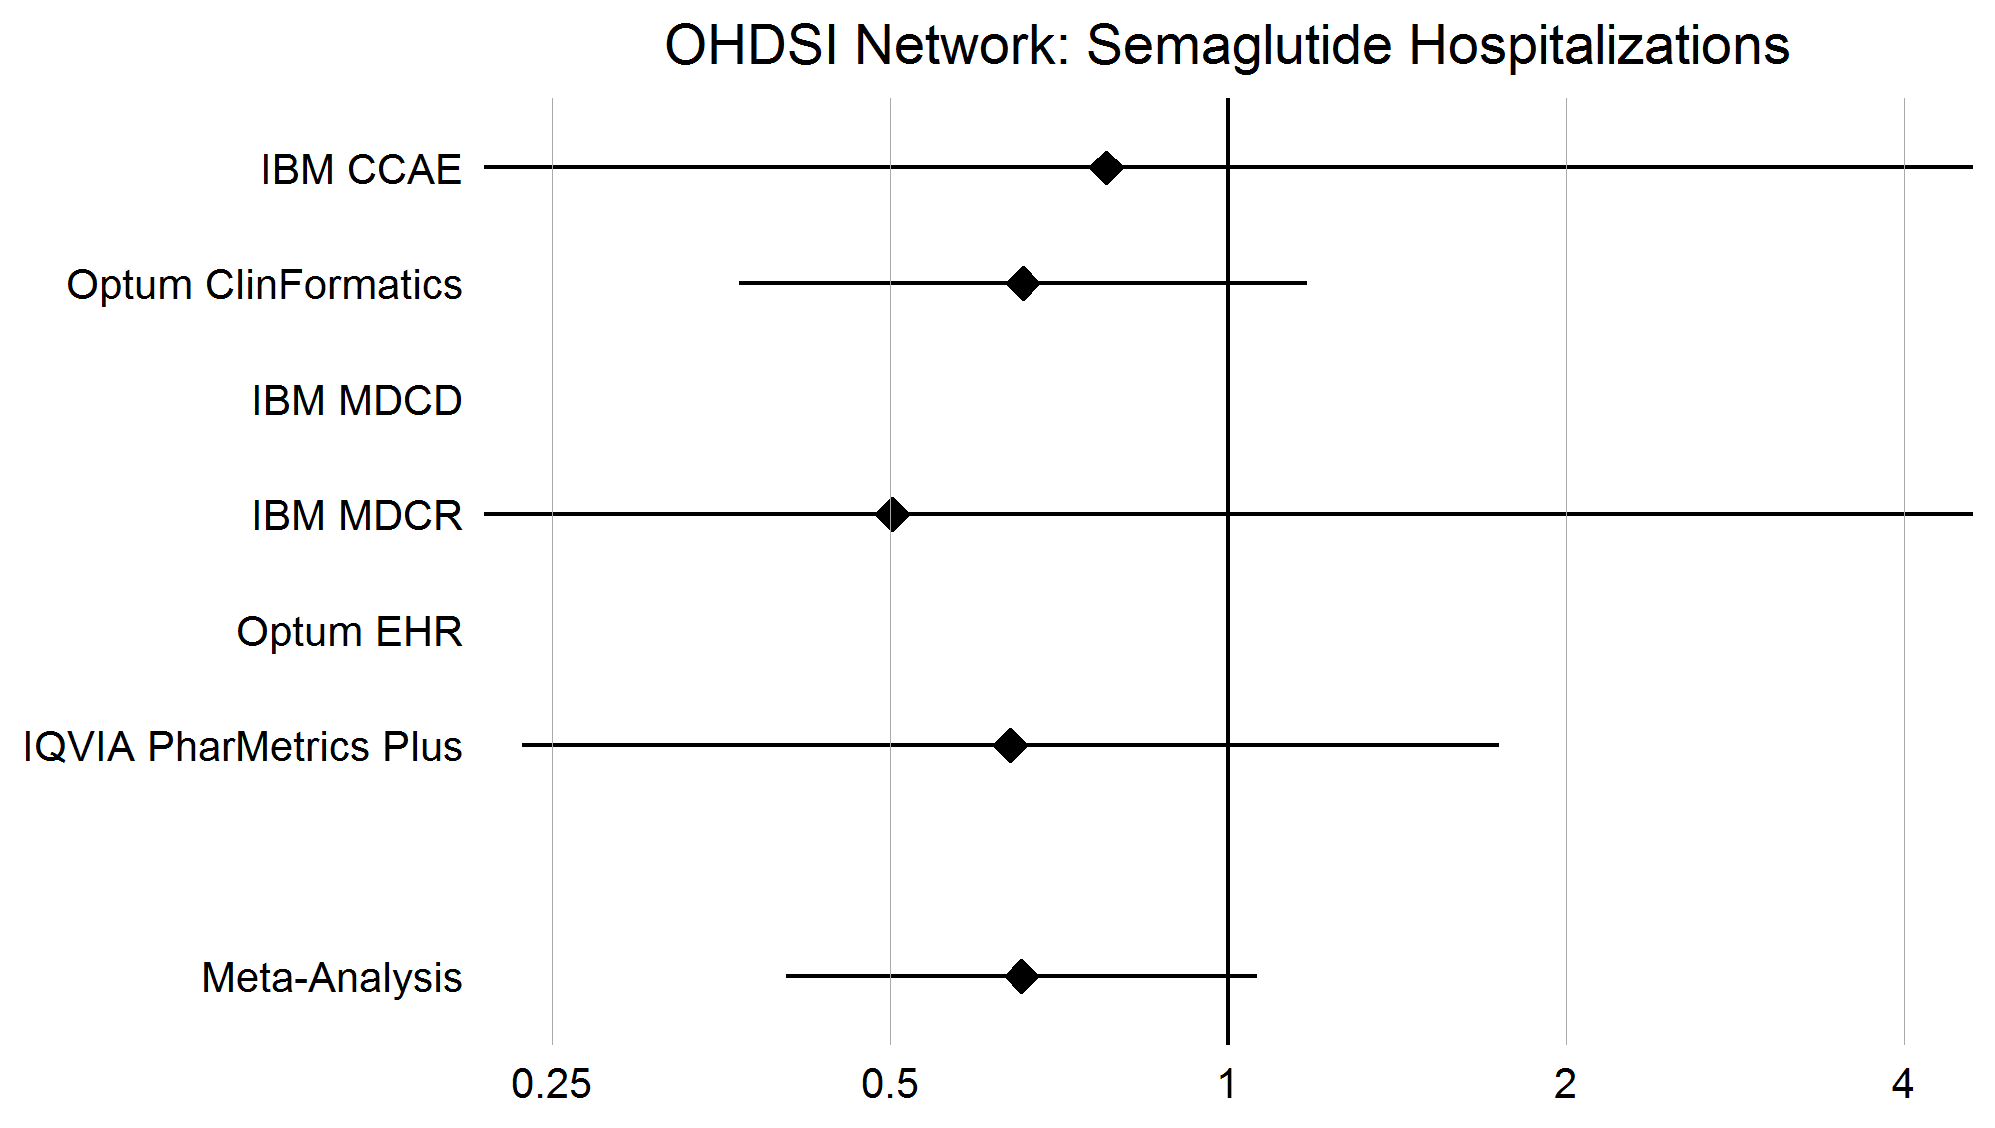 OHDSI Network: Semaglutide Hospitalizations
IBM CCAE
Optum ClinFormatics
IBM MDCD
IBM MDCR
Optum EHR
IQVIA PharMetrics Plus
Meta-Analysis
0.25 0.5 1 2 4